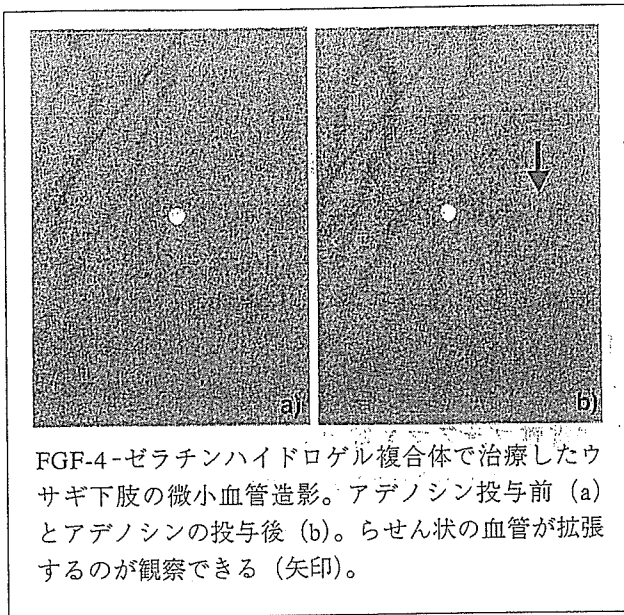 a)
b)
FGF-4-ゼラチンハイドロゲル複合体で治療したウ
サギ下肢の微小血管造影。アデノシン投与前 (a)
とアデノシンの投与後 (b)。らせん状の血管が拡張
するのが観察できる (矢印)。